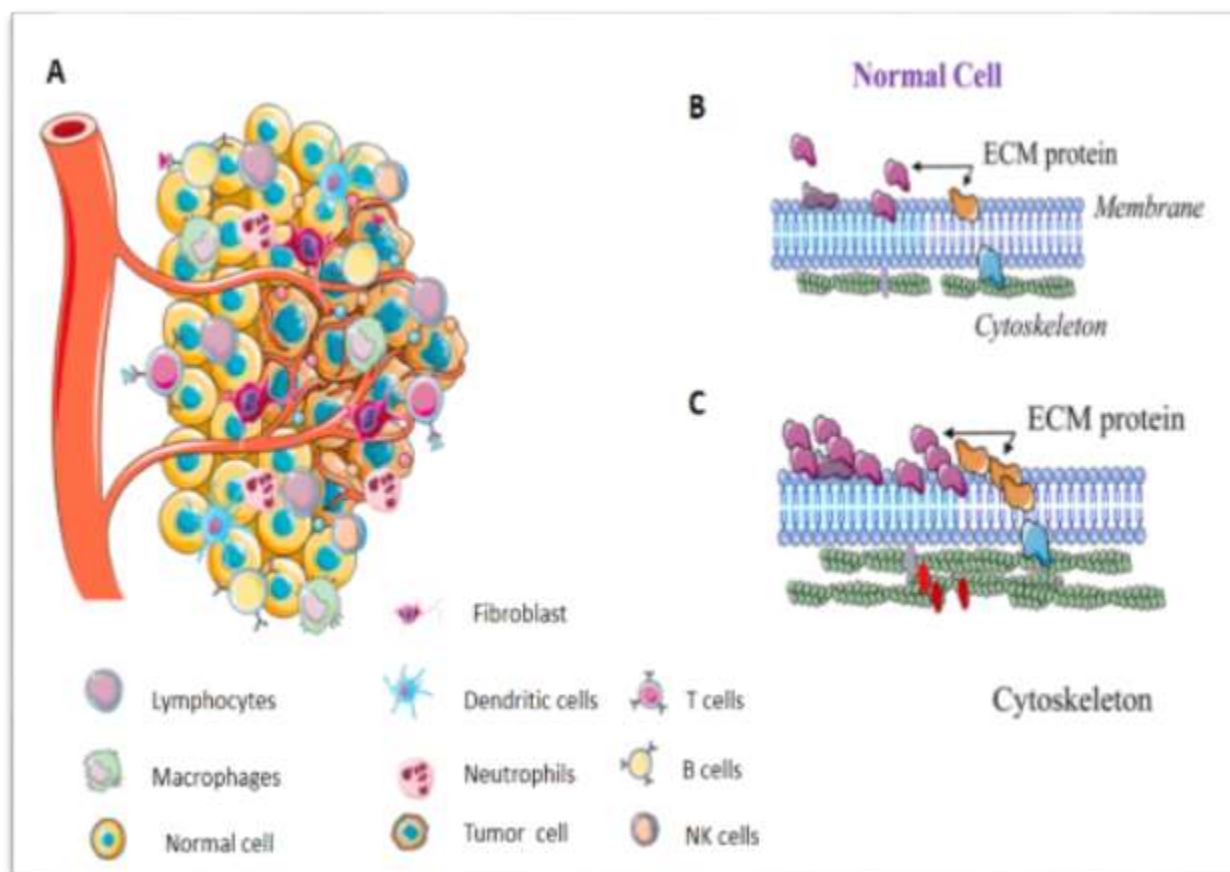 A
Normal Cell
B
ECM protein
Membrane
Cytoskeleton
C
ECM protein
Cytoskeleton
Fibroblast
Lymphocytes
Dendritic cells
T cells
Macrophages
Neutrophils
B cells
Normal cell
Tumor cell
NK cells